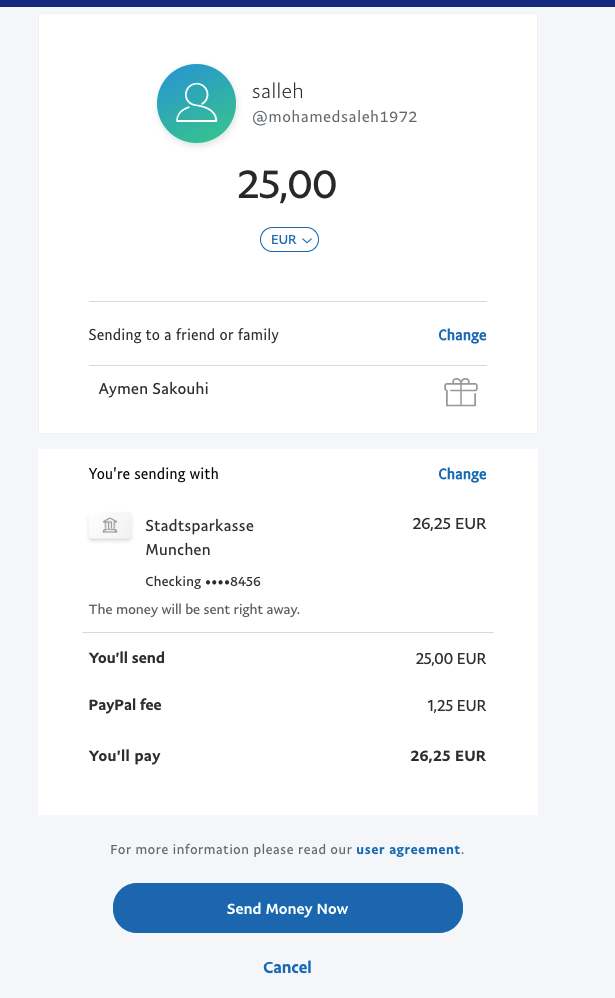 salleh
@mohamedsaleh1972
25,00
EUR
Sending to a friend or family
Change
Aymen Sakouhi
You're sending with
Change
Stadtsparkasse
Munchen
26,25 EUR
Checking ••••8456
The money will be sent right away.
You'll send
25,00 EUR
PayPal fee
1,25 EUR
You'll pay
26,25 EUR
For more information please read our user agreement.
Send Money Now
Cancel